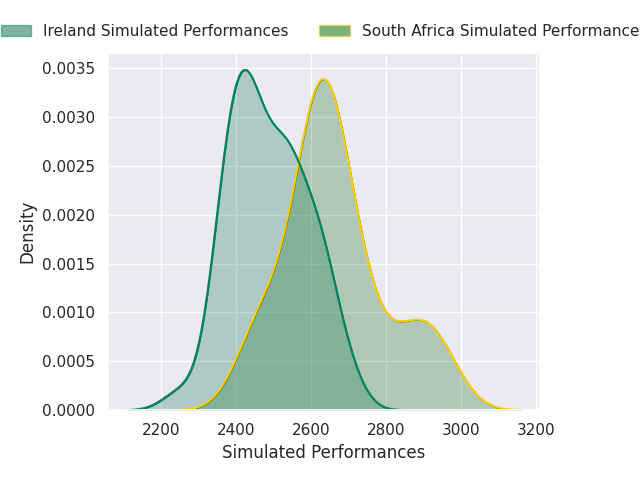 Ireland Simulated Performances
South Africa Simulated Performance
0.0035
0.0030
0.0025
0.0020
0.0015
0.0010
0.0005
0.0000
Density
2200 2400 2600 2800 3000 3200
Simulated Performances